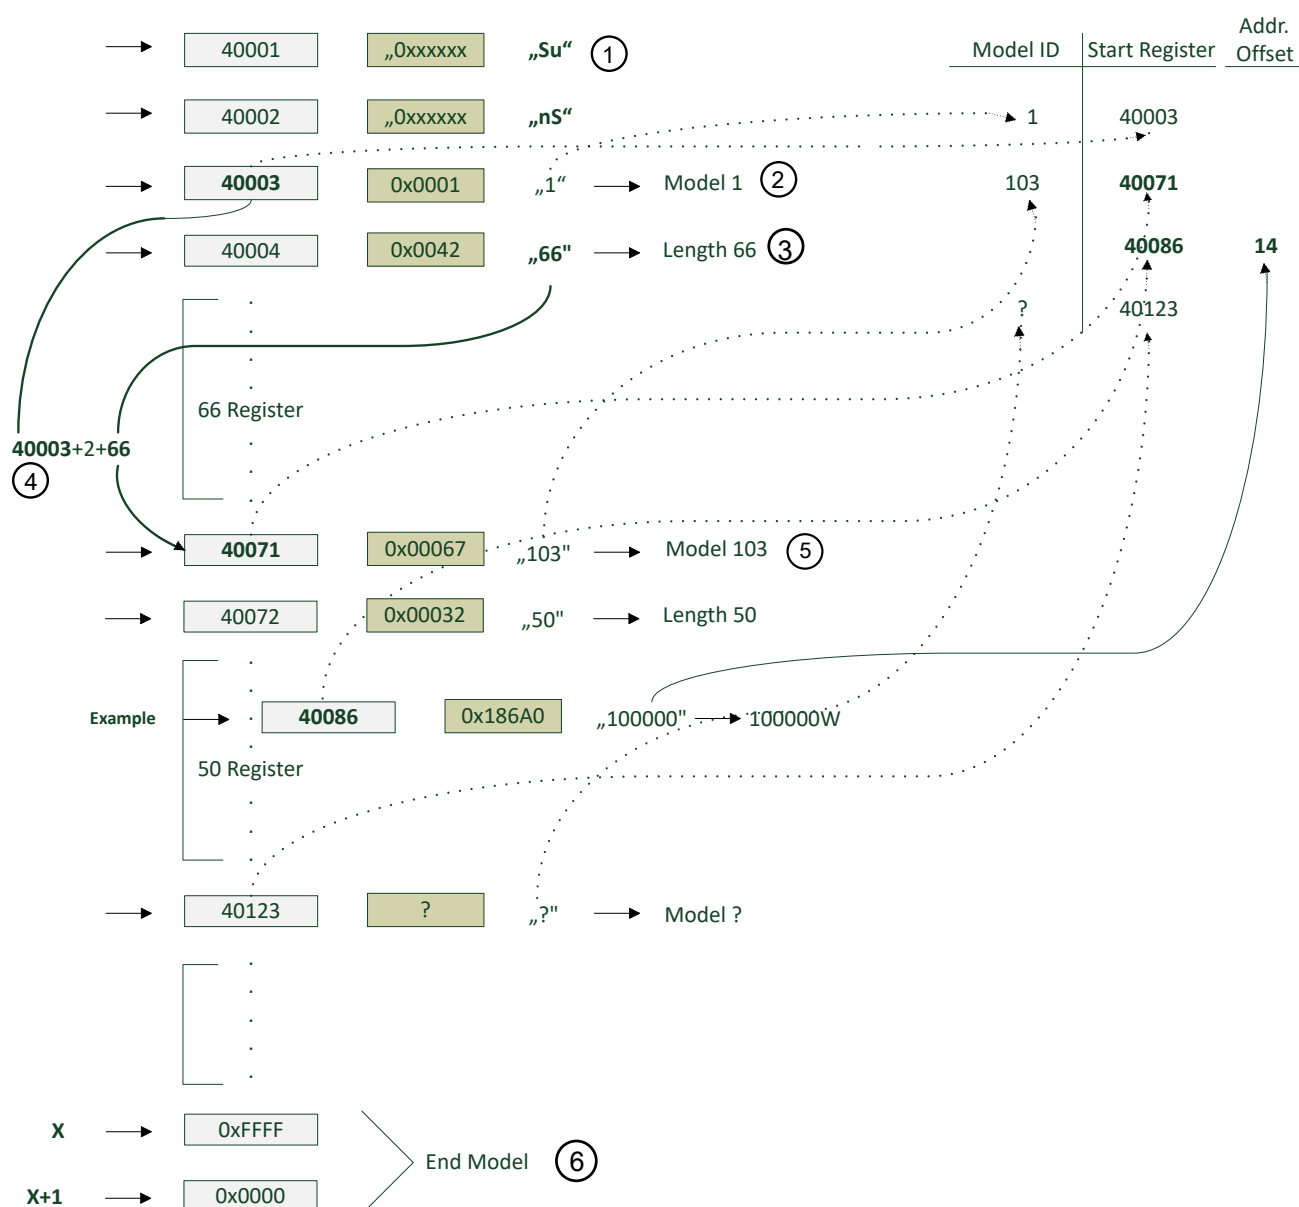 Addr.
40001 „0xxxxxx „Su“ 1 Model ID Start Register Offset
40002 „0xxxxxx „nS“ 1 40003
40003 0x0001 „1“ Model 1 2 103 40071
40004 0x0042 „66" Length 66 3 40086 14
? 40123
66 Register
40003+2+66
4
40071 0x00067 „103" Model 103 5
40072 0x00032 „50" Length 50
Example 40086 0x186A0 „100000" 100000W
50 Register
40123 ? „?" Model ?
X 0xFFFF
End Model 6
X+1 0x0000